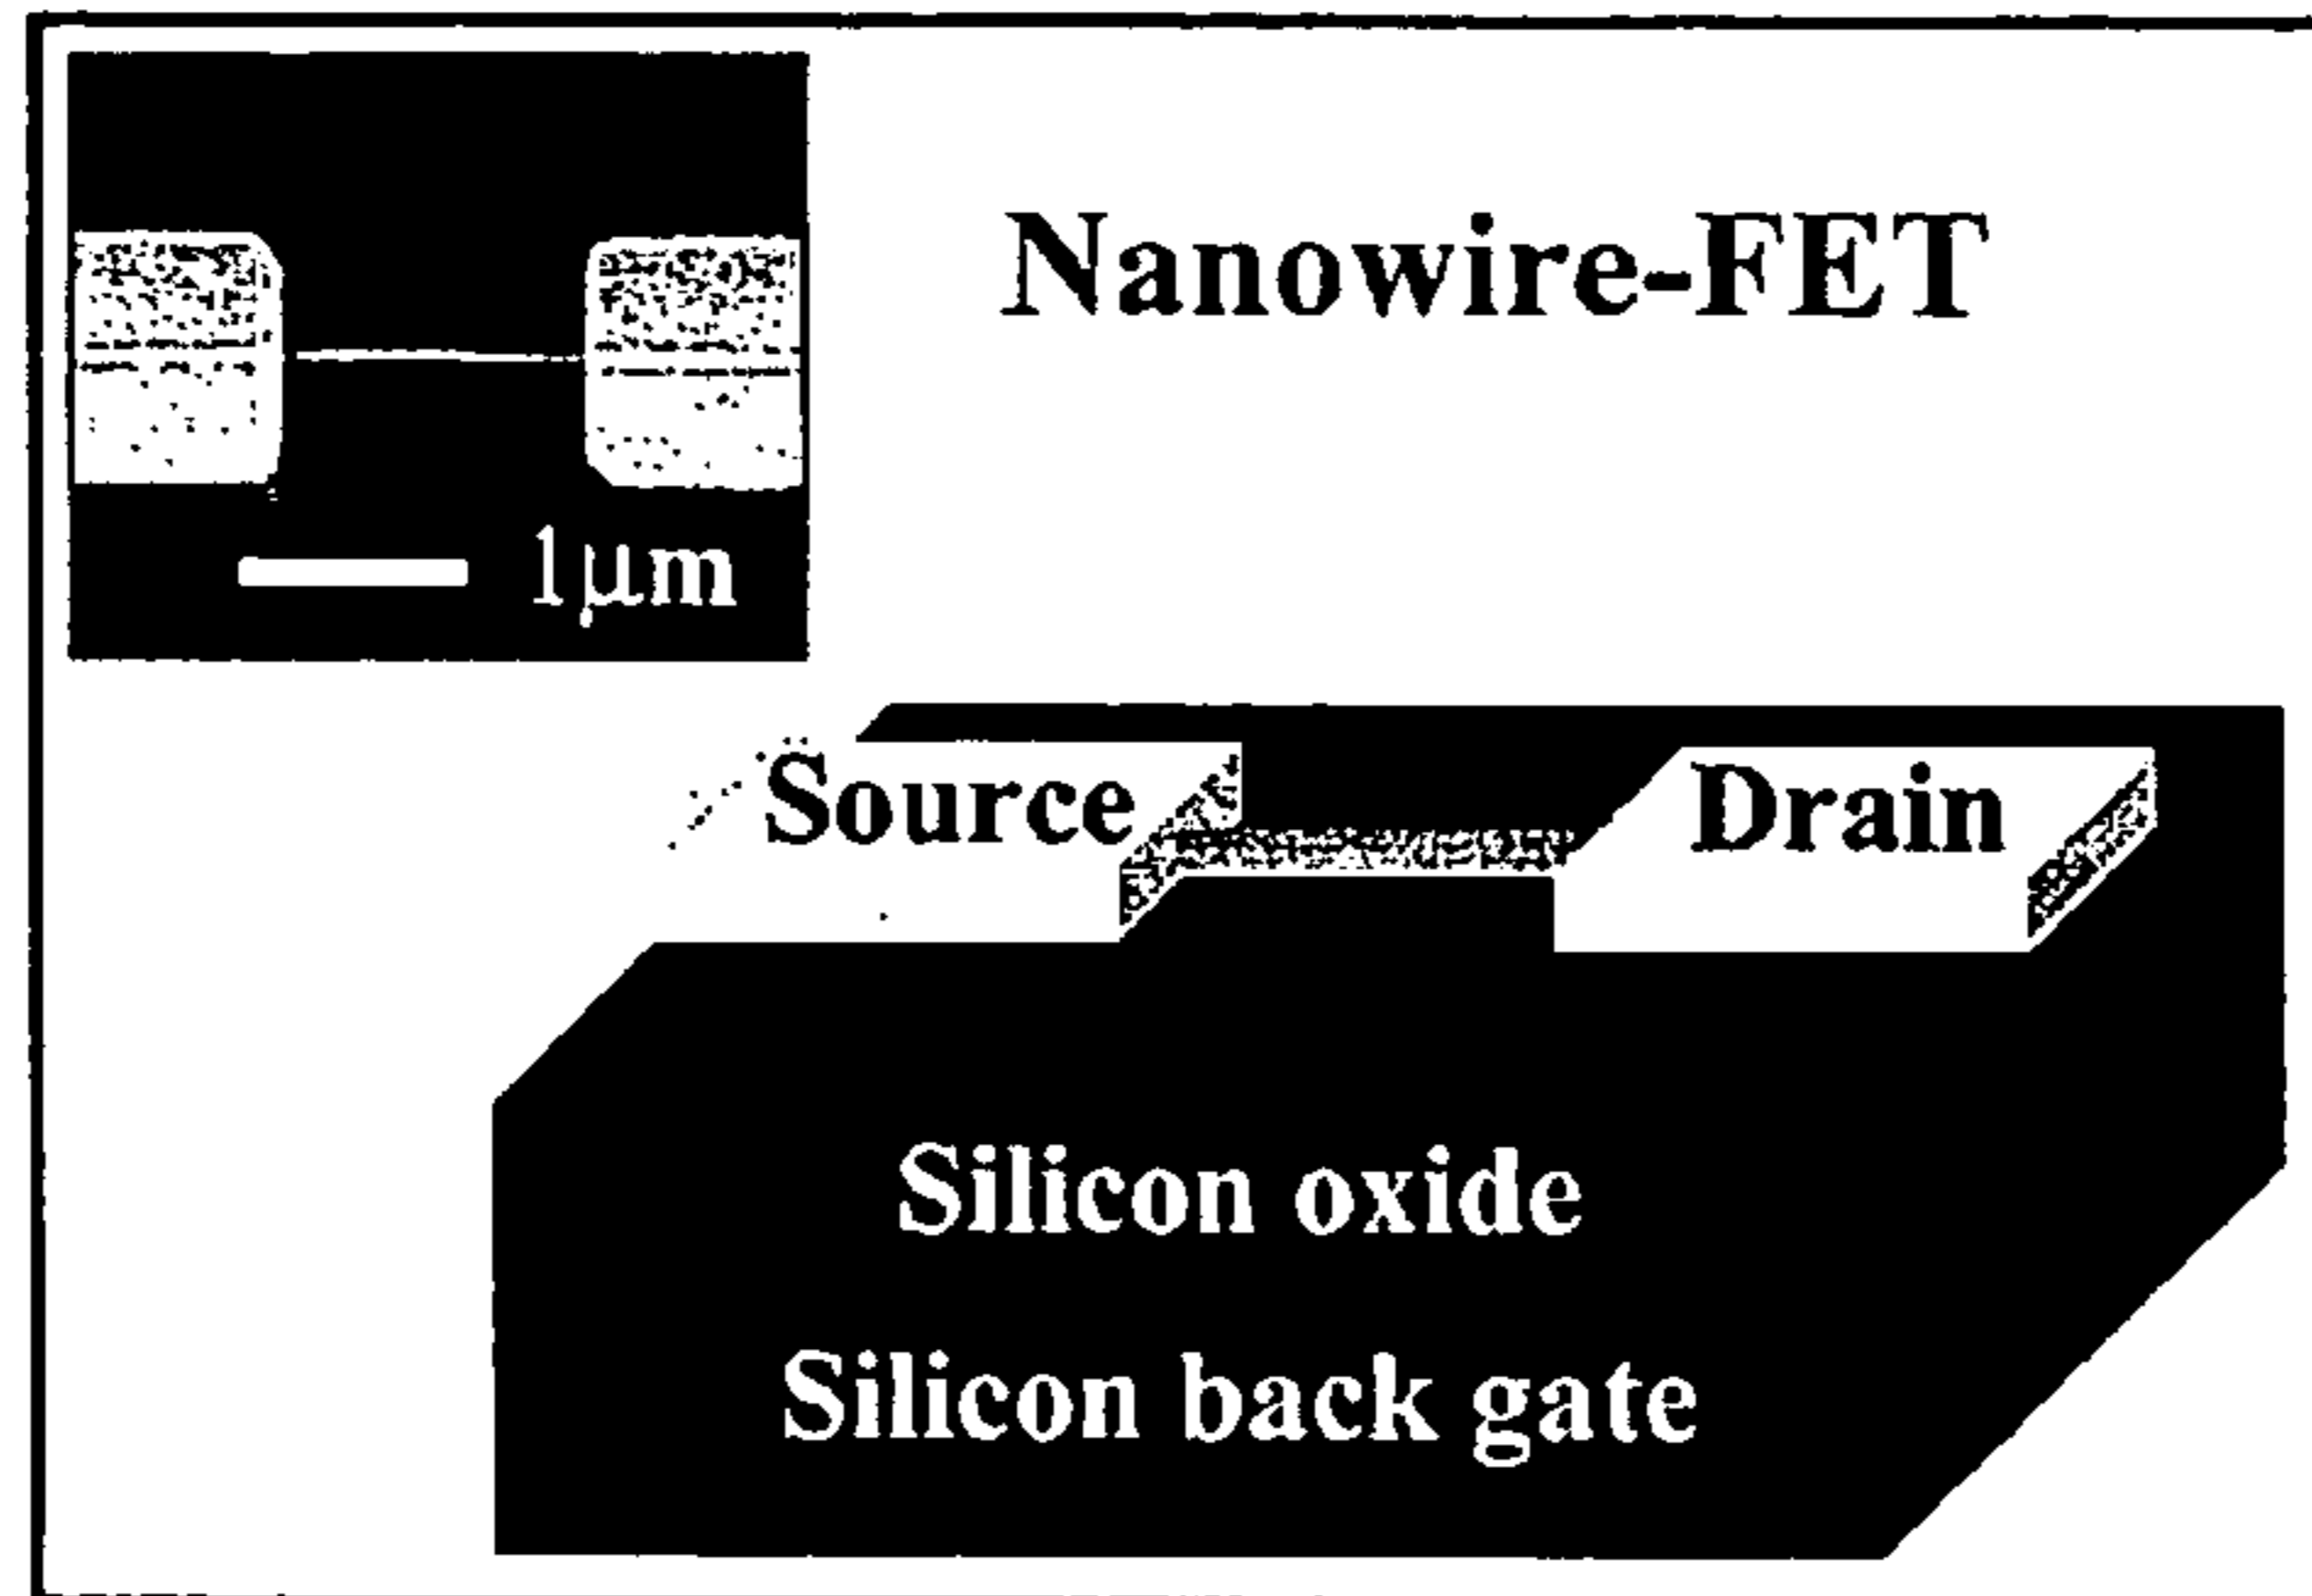 Nanowire-FET
1μm
Source
Drain
Silicon oxide
Silicon back gate